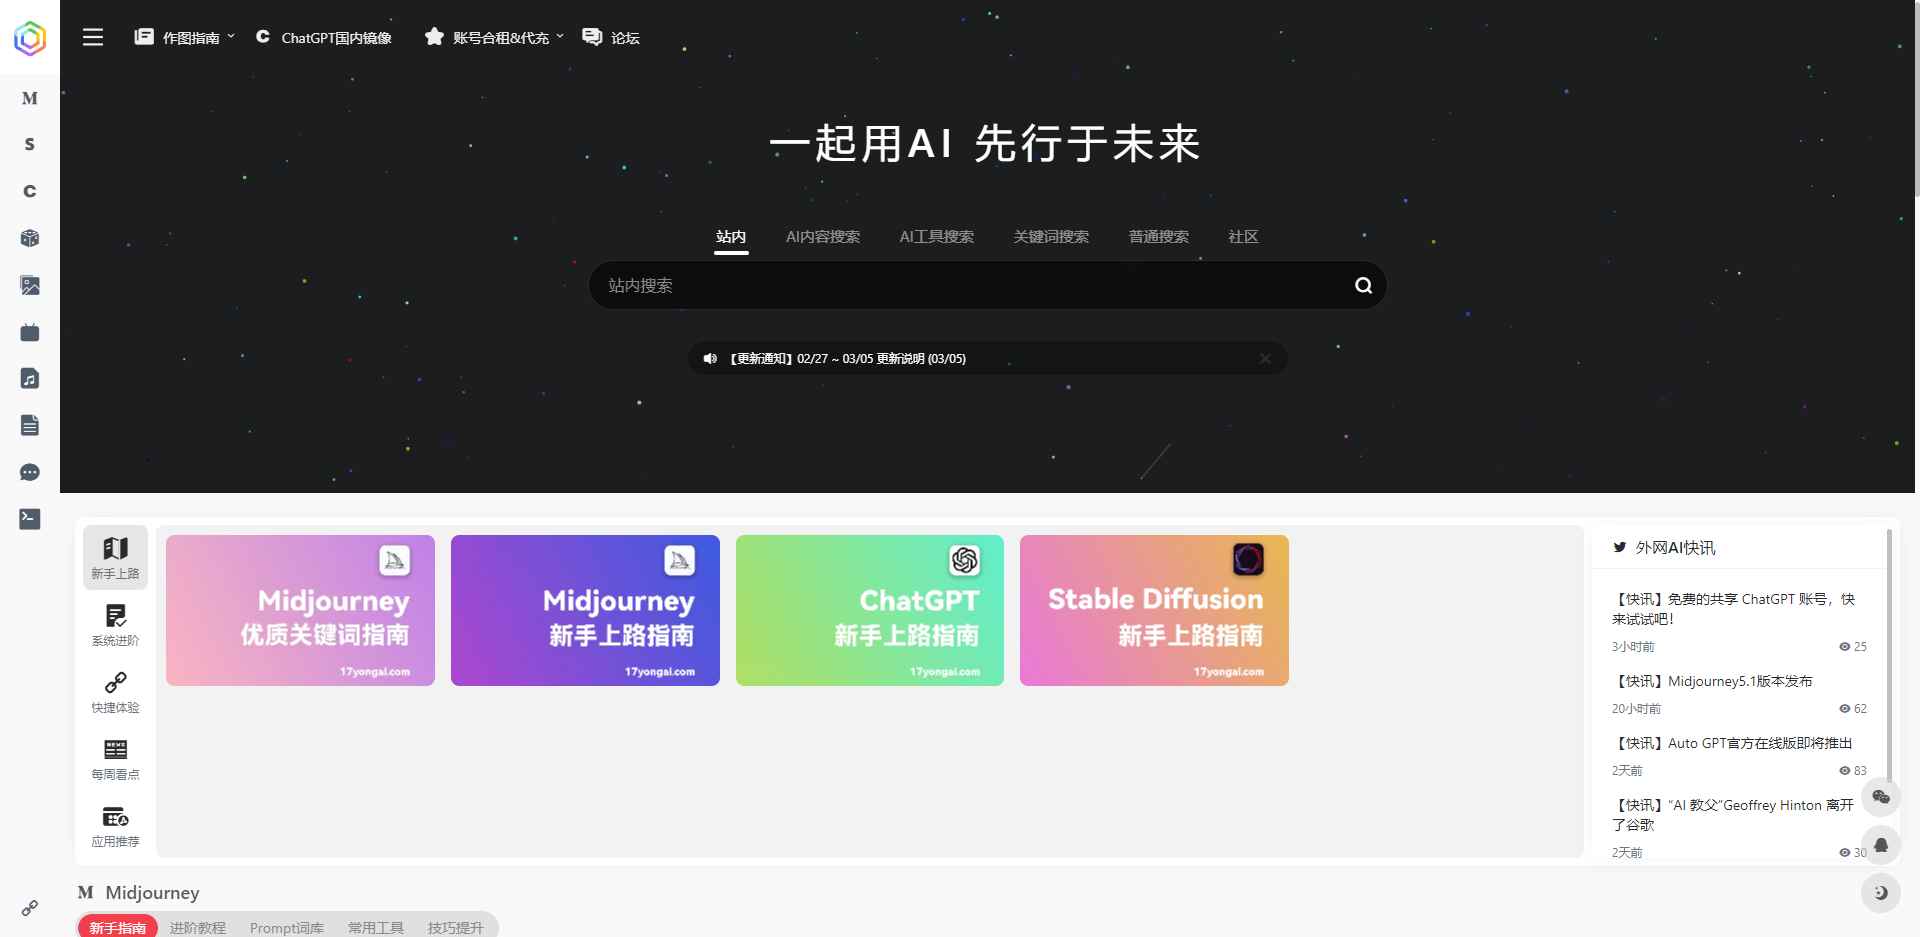 作图指南
C ChatGPT国内镜像
账号合租&代充
论坛
M
S
C
一起用AI 先行于未来
站内
AI内容搜索
AI工具搜索
关键词搜索
普通搜索
社区
站内搜索
【更新通知】02/27 ~ 03/05 更新说明 (03/05)
新手上路
系统进阶
快捷体验
NEWS
每周看点
应用推荐
Midjourney
优质关键词指南
17yongai.com
Midjourney
新手上路指南
17yongai.com
ChatGPT
新手上路指南
17yongai.com
Stable Diffusion
新手上路指南
17yongai.com
外网AI快讯
【快讯】免费的共享 ChatGPT 账号，快
来试试吧！
3小时前 25
【快讯】Midjourney5.1版本发布
20小时前 62
【快讯】Auto GPT官方在线版即将推出
2天前 83
【快讯】“AI 教父”Geoffrey Hinton 离开
了谷歌
2天前 30
M Midjourney
新手指南
进阶教程
Prompt词库
常用工具
技巧提升